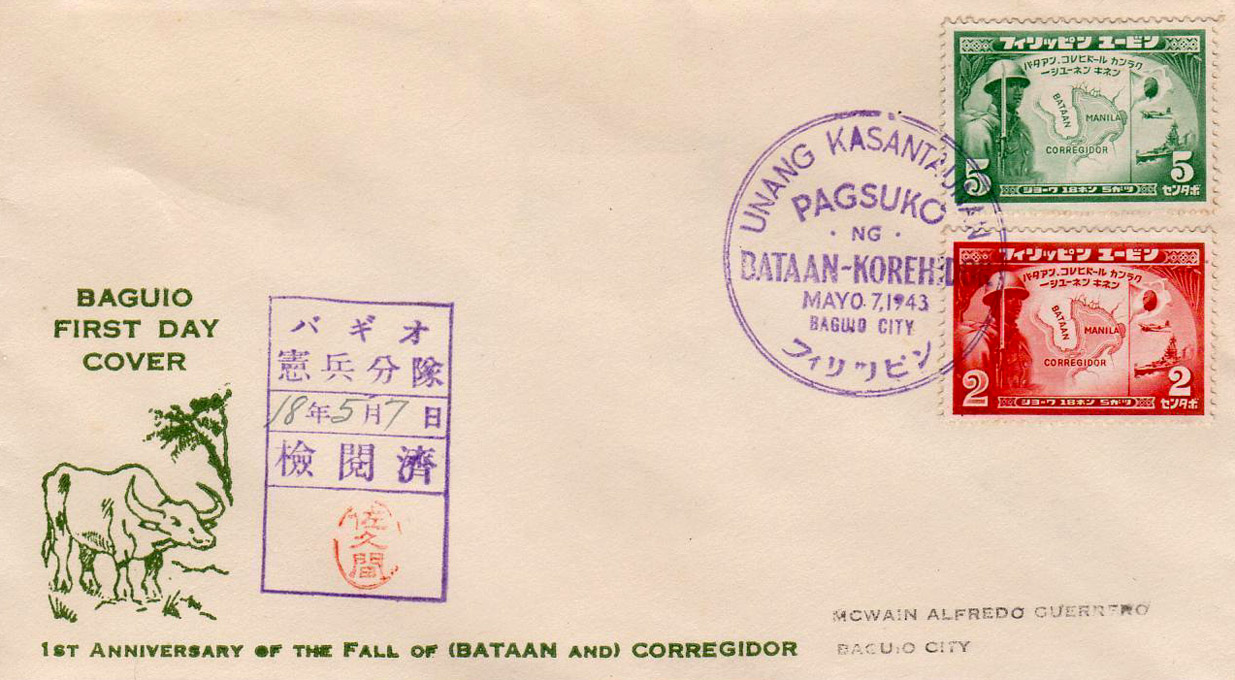 フィリッピン ユービン
バタアン、コレヒドール カンラク
一シューネン キネン
BATAAN
MANILA
CORREGIDOR
5
5
ショーワ 18ネン 5ガツ
センタボ
フィリッピン ユービン
バタアン、コレヒドール カンラク
一シューネン キネン
BATAAN
MANILA
CORREGIDOR
2
2
ショーワ 18ネン 5ガツ
センタボ
UNANG KASANTAUNAN
PAGSUKO
· NG ·
BATAAN-KOREHIDOR
MAYO.7,1943
BAGUIO CITY
フィリッピン
BAGUIO
FIRST DAY
COVER
バギオ
憲兵分隊
18年5月7日
檢閲濟
佐久間
MCWAIN ALFREDO GUERRERO
BAGUIO CITY
1ST ANNIVERSARY OF THE FALL OF (BATAAN AND) CORREGIDOR